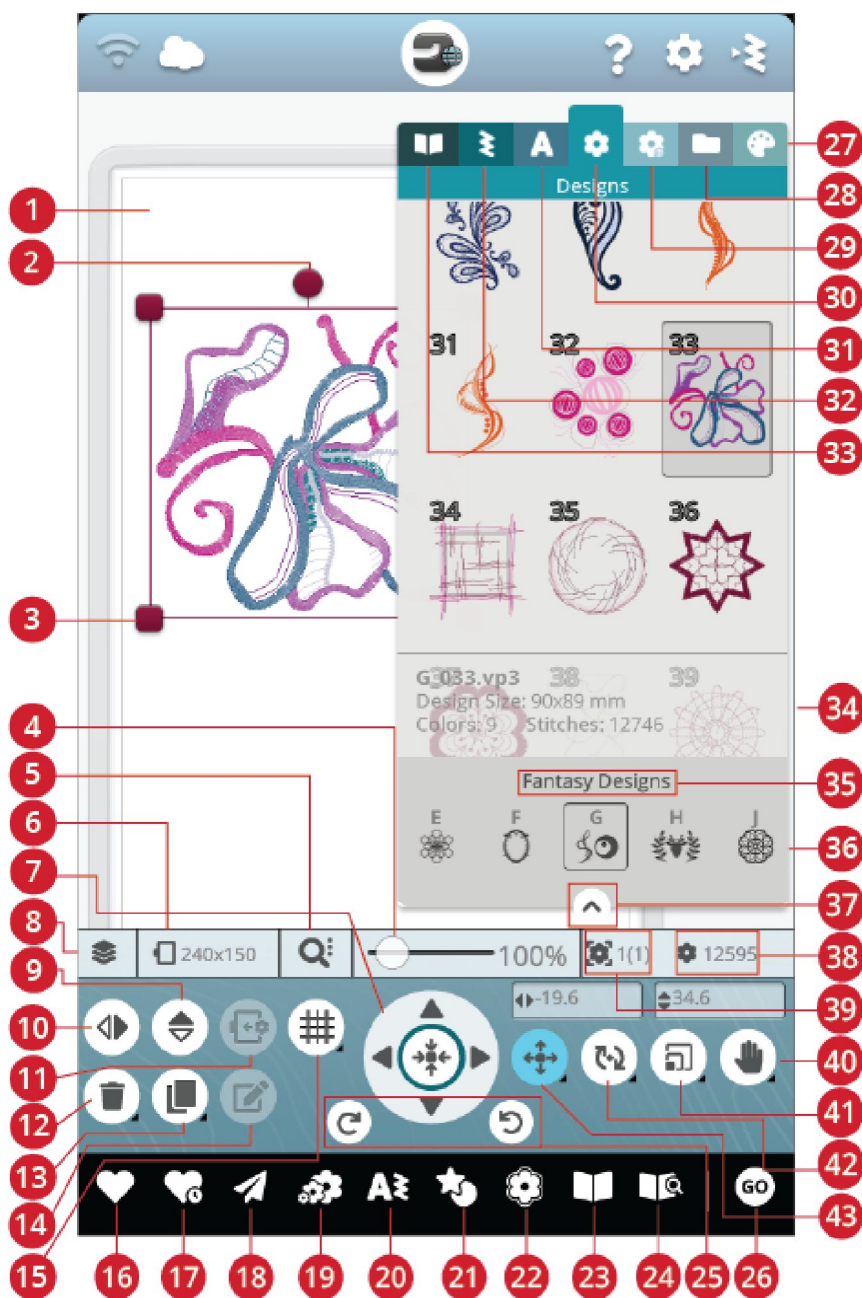 Designs
1
2
31 32 33
34 35 36
3
37 38 39
G_033.vp3
Design Size: 90x89 mm
Colors: 9 Stitches: 12746
Fantasy Designs
E F G H J
4
5
6
7
8
9
10
11
12
13
14
15
240x150
100%
1(1)
12595
-19.6
34.6
A
GO
16 17 18 19 20 21 22 23 24 25 26
27
28
29
30
31
32
33
34
35
36
37
38
39
40
41
42
43